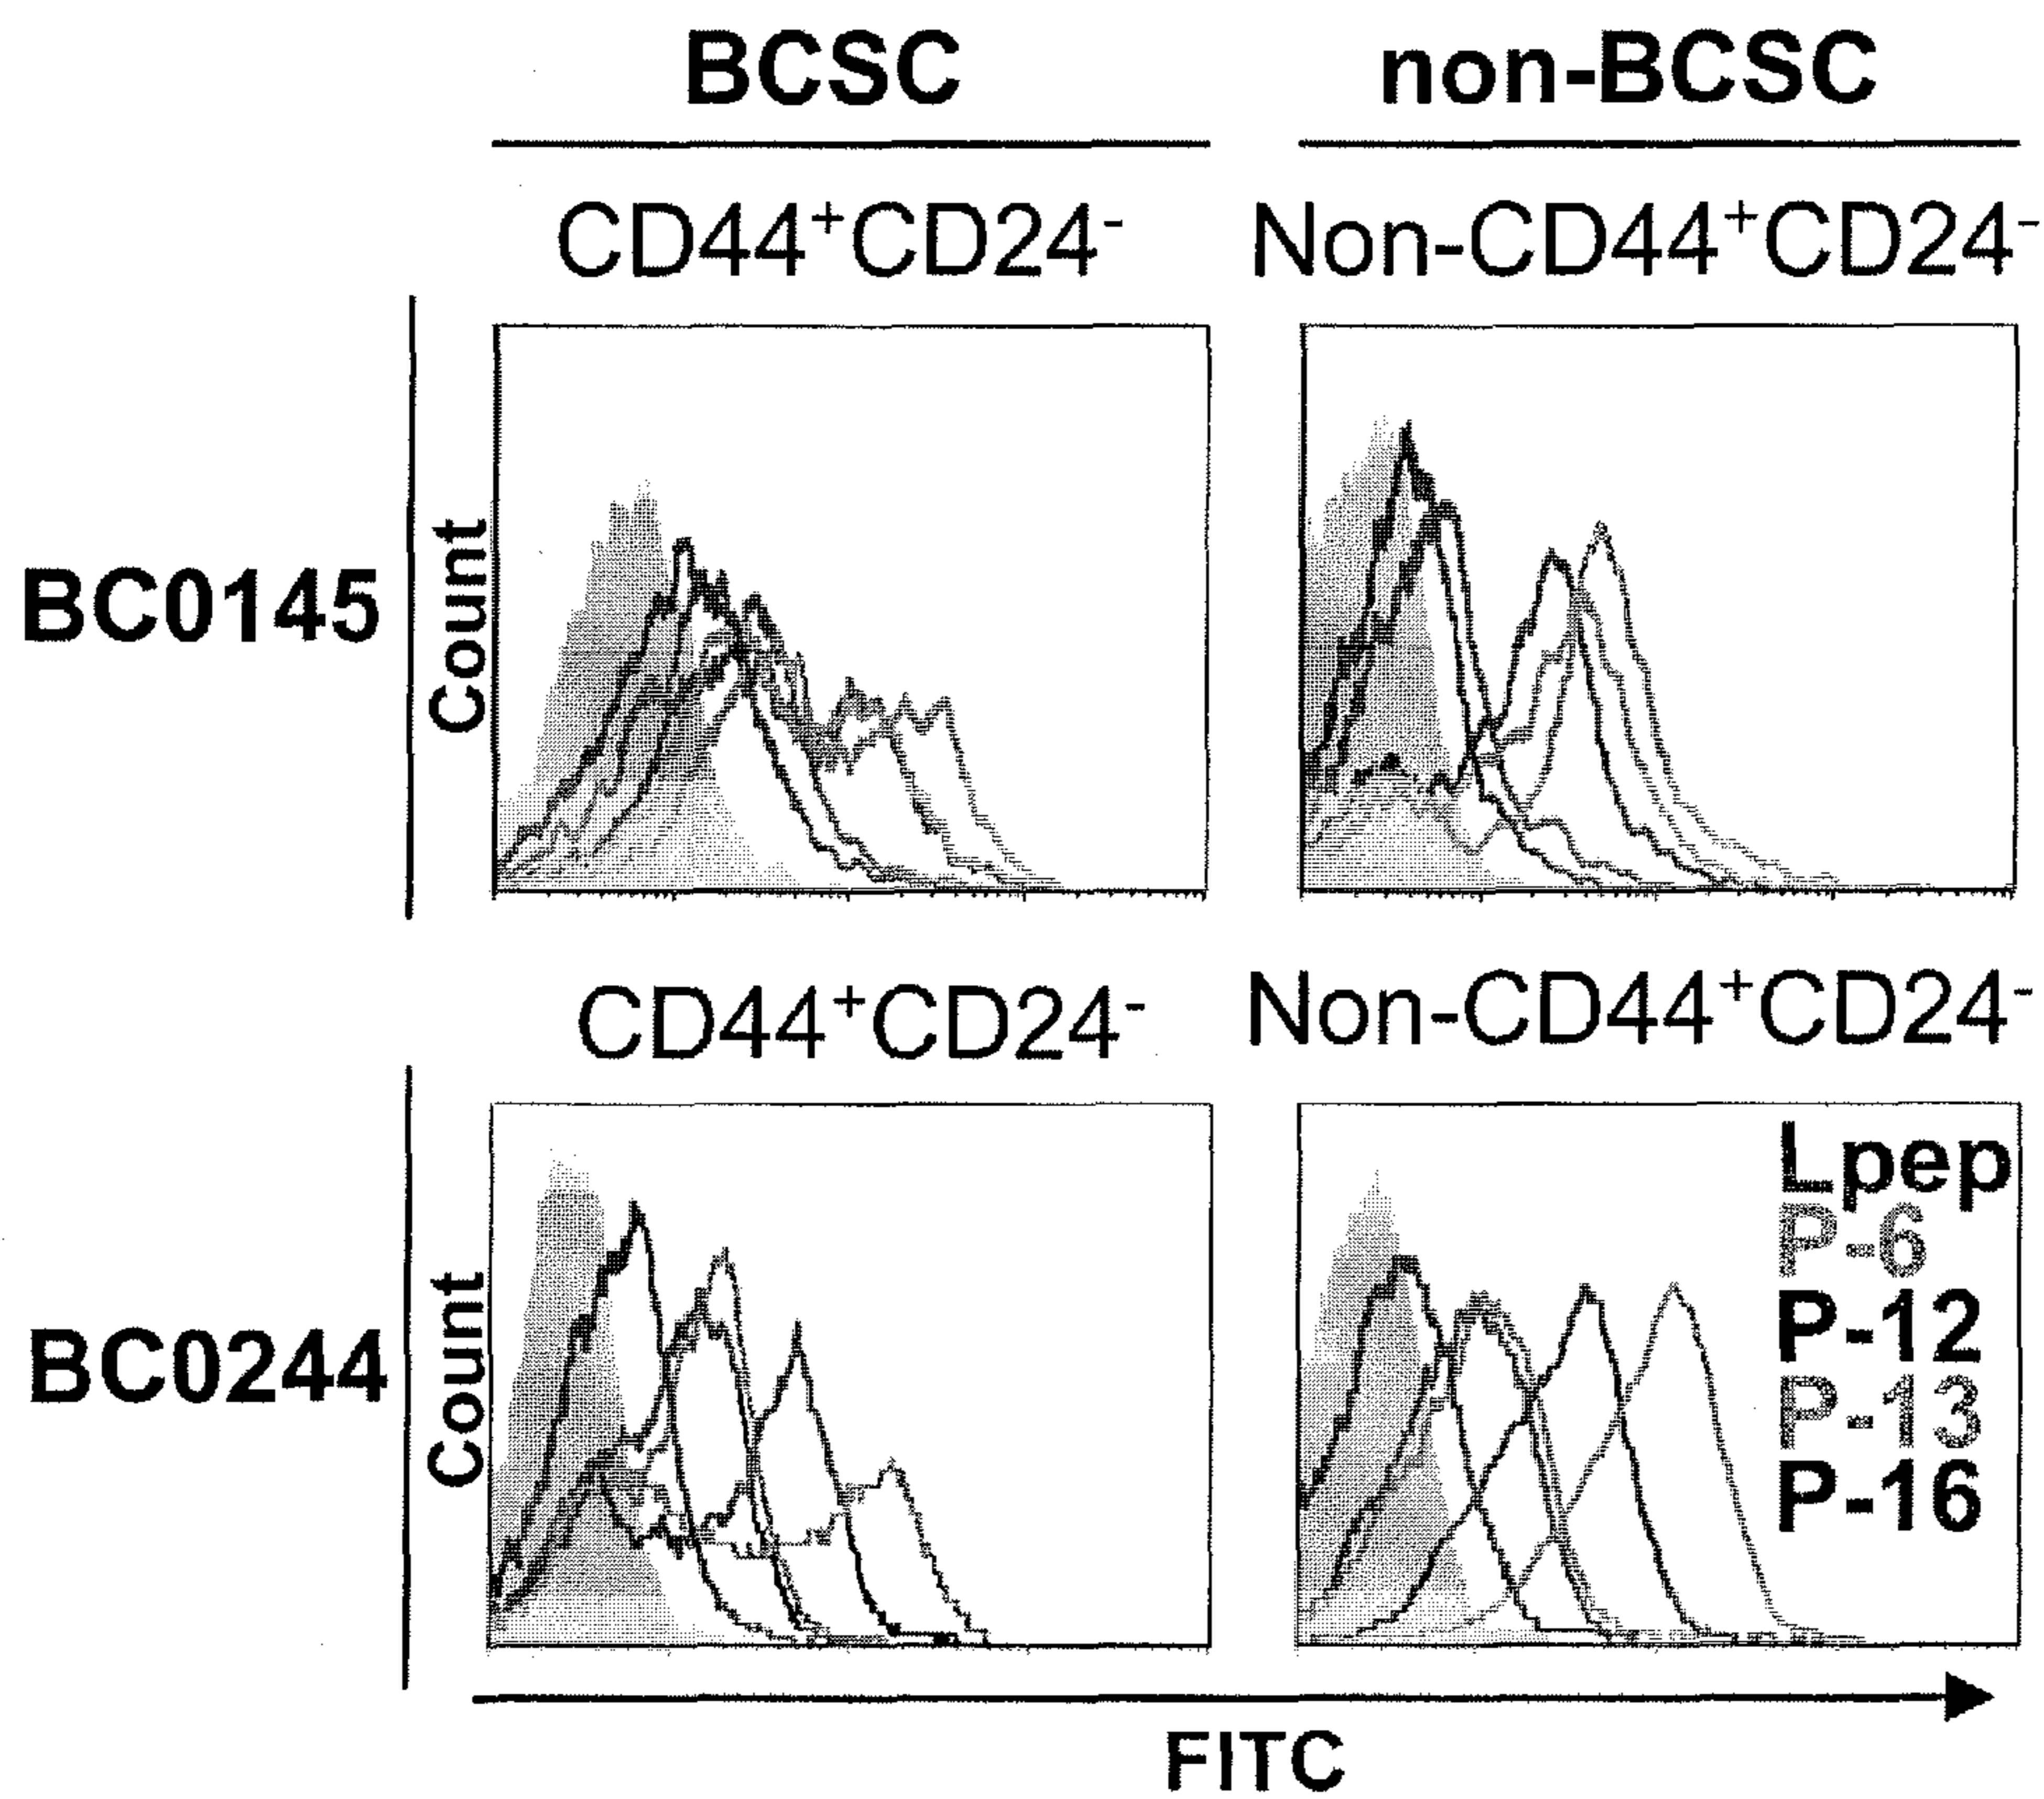 BCSC
non-BCSC
CD44⁺CD24⁻
Non-CD44⁺CD24⁻
BC0145
Count
CD44⁺CD24⁻
Non-CD44⁺CD24⁻
BC0244
Count
Lpep
P-6
P-12
P-13
P-16
FITC